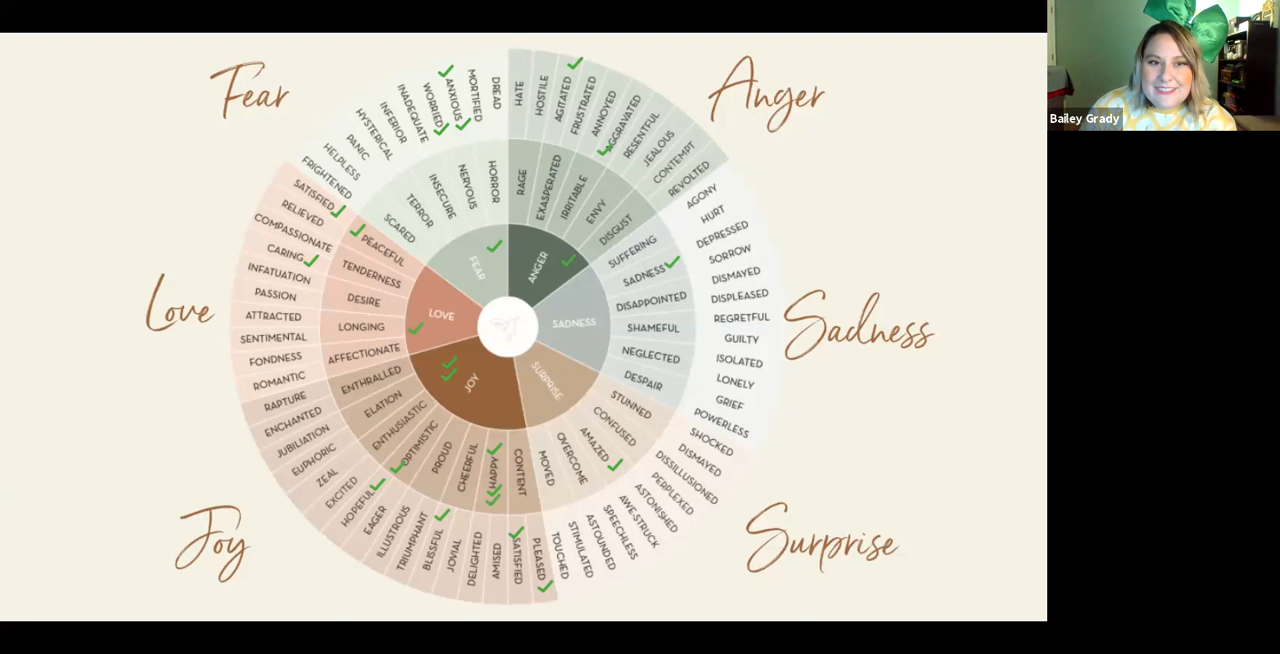 Fear
Anger
Love
Sadness
Joy
Surprise
Bailey Grady
FEAR
ANGER
SADNESS
SURPRISE
JOY
LOVE
SCARED
TERROR
INSECURE
NERVOUS
HORROR
RAGE
EXASPERATED
IRRITABLE
ENVY
DISGUST
SUFFERING
SADNESS
DISAPPOINTED
SHAMEFUL
NEGLECTED
DESPAIR
STUNNED
CONFUSED
AMAZED
OVERCOME
MOVED
CONTENT
HAPPY
CHEERFUL
PROUD
OPTIMISTIC
ENTHUSIASTIC
ELATION
ENTHRALLED
AFFECTIONATE
LONGING
DESIRE
TENDERNESS
PEACEFUL
FRIGHTENED
HELPLESS
PANIC
HYSTERICAL
INFERIOR
INADEQUATE
WORRIED
ANXIOUS
MORTIFIED
DREAD
HATE
HOSTILE
AGITATED
FRUSTRATED
ANNOYED
AGGRAVATED
RESENTFUL
JEALOUS
CONTEMPT
REVOLTED
AGONY
HURT
DEPRESSED
SORROW
DISMAYED
DISPLEASED
REGRETFUL
GUILTY
ISOLATED
LONELY
GRIEF
POWERLESS
SHOCKED
DISMAYED
DISSILLUSIONED
PERPLEXED
ASTONISHED
AWE-STRUCK
SPEECHLESS
ASTOUNDED
STIMULATED
TOUCHED
PLEASED
SATISFIED
AMISED
DELIGHTED
JOVIAL
BLISSFUL
TRIUMPHANT
ILLUSTROUS
EAGER
HOPEFUL
EXCITED
ZEAL
EUPHORIC
JUBILIATION
ENCHANTED
RAPTURE
ROMANTIC
FONDNESS
SENTIMENTAL
ATTRACTED
PASSION
INFATUATION
CARING
COMPASSIONATE
RELIEVED
SATISFIED